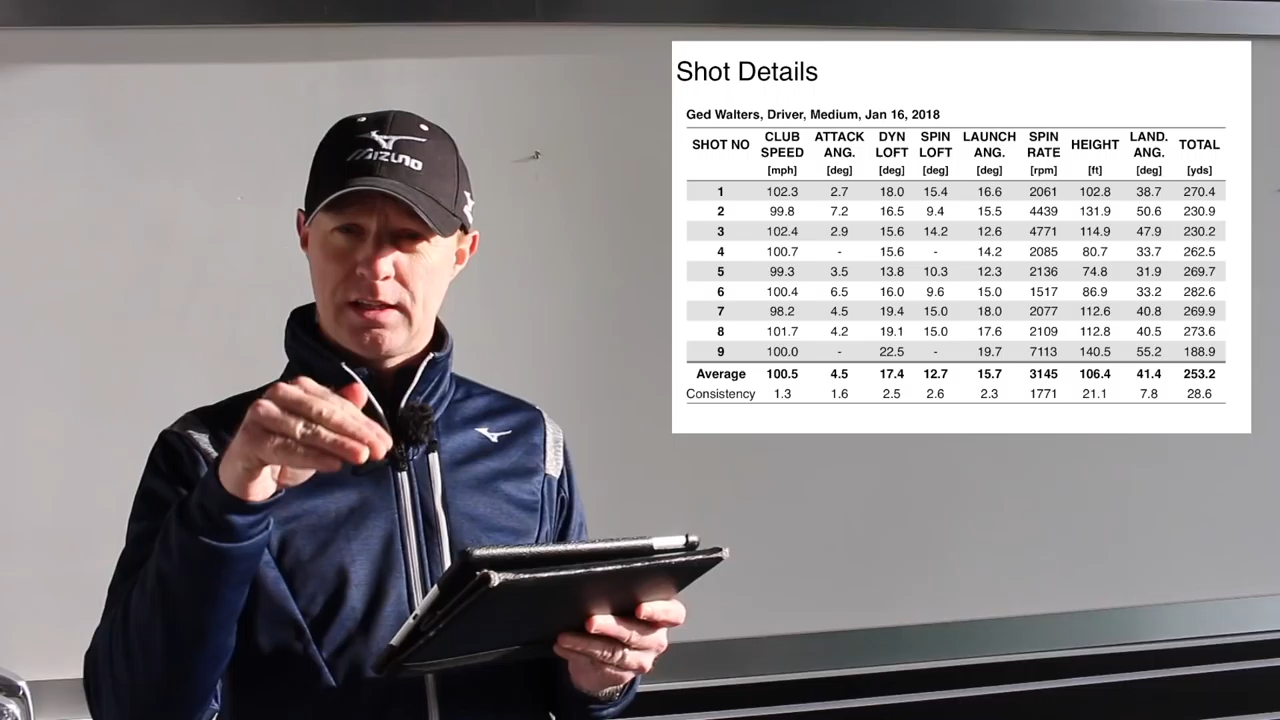 MIZUNO
Shot Details
Ged Walters, Driver, Medium, Jan 16, 2018
SHOT NO CLUB SPEED [mph] ATTACK ANG. [deg] DYN LOFT [deg] SPIN LOFT [deg] LAUNCH ANG. [deg] SPIN RATE [rpm] HEIGHT [ft] LAND. ANG. [deg] TOTAL [yds]
1 102.3 2.7 18.0 15.4 16.6 2061 102.8 38.7 270.4
2 99.8 7.2 16.5 9.4 15.5 4439 131.9 50.6 230.9
3 102.4 2.9 15.6 14.2 12.6 4771 114.9 47.9 230.2
4 100.7 - 15.6 - 14.2 2085 80.7 33.7 262.5
5 99.3 3.5 13.8 10.3 12.3 2136 74.8 31.9 269.7
6 100.4 6.5 16.0 9.6 15.0 1517 86.9 33.2 282.6
7 98.2 4.5 19.4 15.0 18.0 2077 112.6 40.8 269.9
8 101.7 4.2 19.1 15.0 17.6 2109 112.8 40.5 273.6
9 100.0 - 22.5 - 19.7 7113 140.5 55.2 188.9
Average 100.5 4.5 17.4 12.7 15.7 3145 106.4 41.4 253.2
Consistency 1.3 1.6 2.5 2.6 2.3 1771 21.1 7.8 28.6